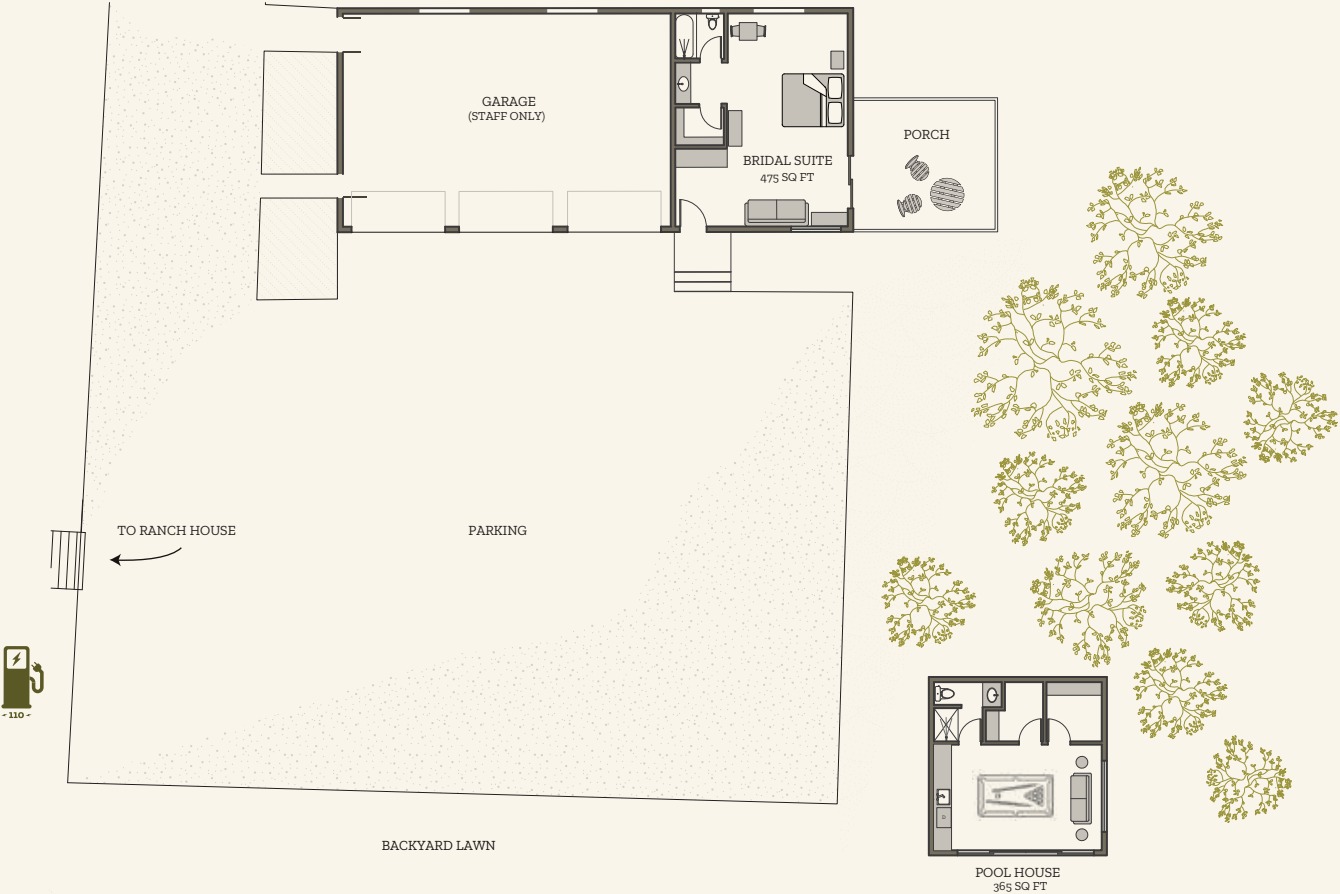 GARAGE
(STAFF ONLY)
PORCH
BRIDAL SUITE
475 SQ FT
TO RANCH HOUSE
PARKING
- 110 -
BACKYARD LAWN
POOL HOUSE
365 SQ FT